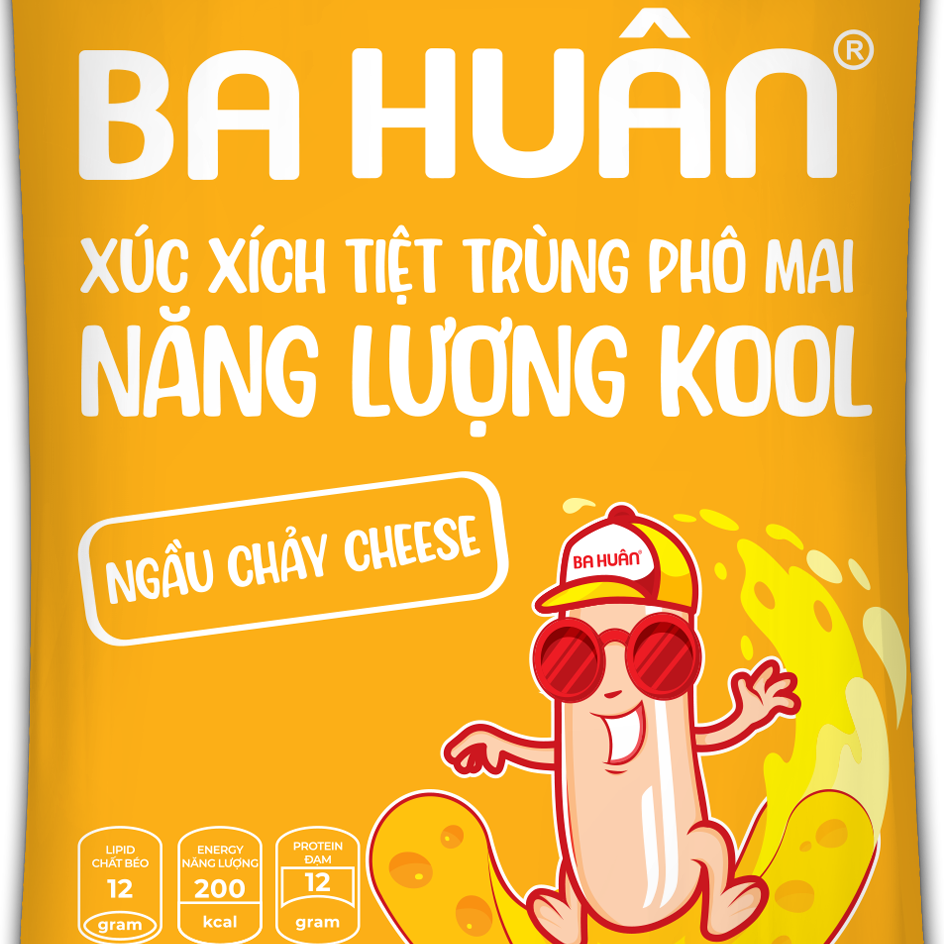 BA HUÂN®
XÚC XÍCH TIỆT TRÙNG PHÔ MAI
NĂNG LƯỢNG KOOL
NGẦU CHẢY CHEESE
BA HUÂN®
LIPID
CHẤT BÉO
12
gram
ENERGY
NĂNG LƯỢNG
200
kcal
PROTEIN
ĐẠM
12
gram